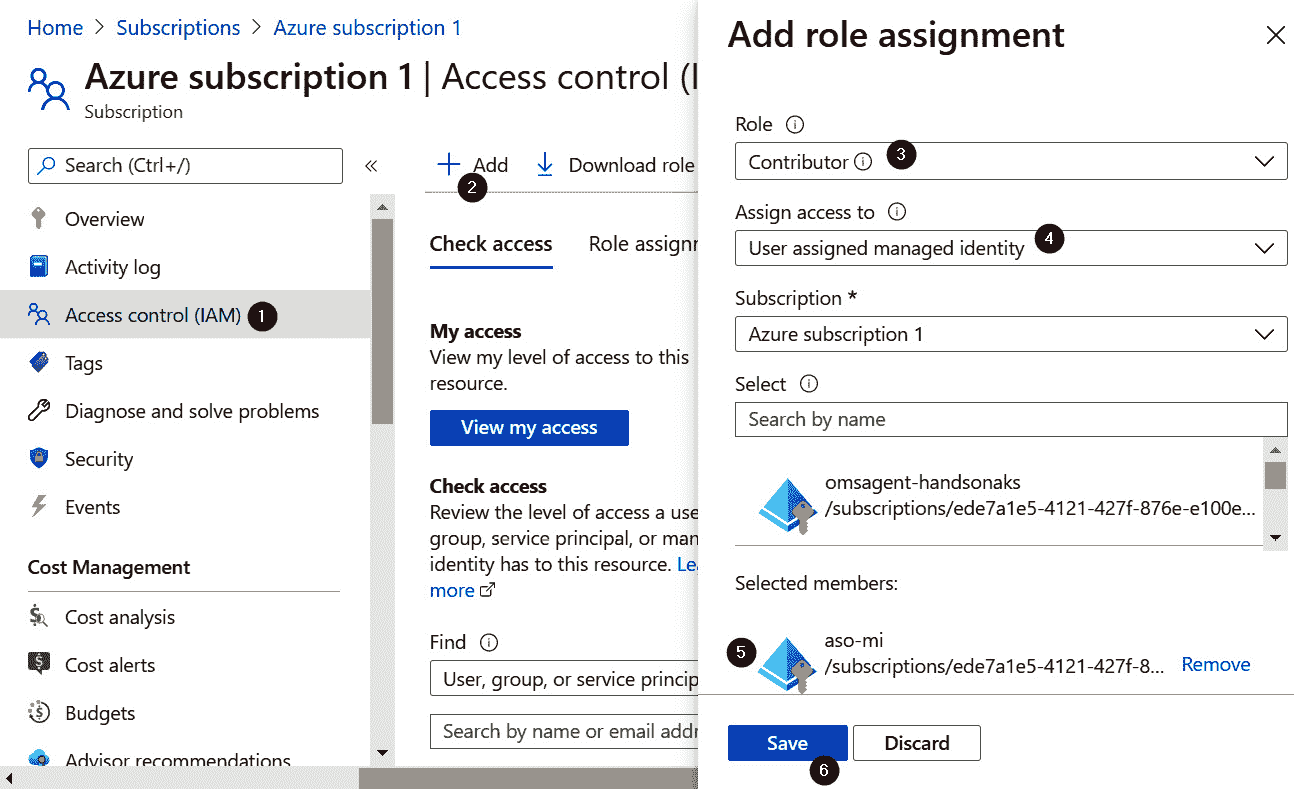 Home > Subscriptions > Azure subscription 1
Azure subscription 1 | Access control (I
Subscription
Search (Ctrl+/)
«
Overview
Activity log
Access control (IAM) 1
Tags
Diagnose and solve problems
Security
Events
Cost Management
Cost analysis
Cost alerts
Budgets
Advisor recommendations
Add
2
Download role
Check access
Role assignm
My access
View my level of access to this
resource.
View my access
Check access
Review the level of access a use
group, service principal, or man
identity has to this resource. Le
more
Find
User, group, or service princip
Search by name or email addr
Add role assignment
Role
Contributor 3
Assign access to
User assigned managed identity 4
Subscription *
Azure subscription 1
Select
Search by name
omsagent-handsonaks
/subscriptions/ede7a1e5-4121-427f-876e-e100e...
Selected members:
5
aso-mi
/subscriptions/ede7a1e5-4121-427f-8...
Remove
Save
6
Discard